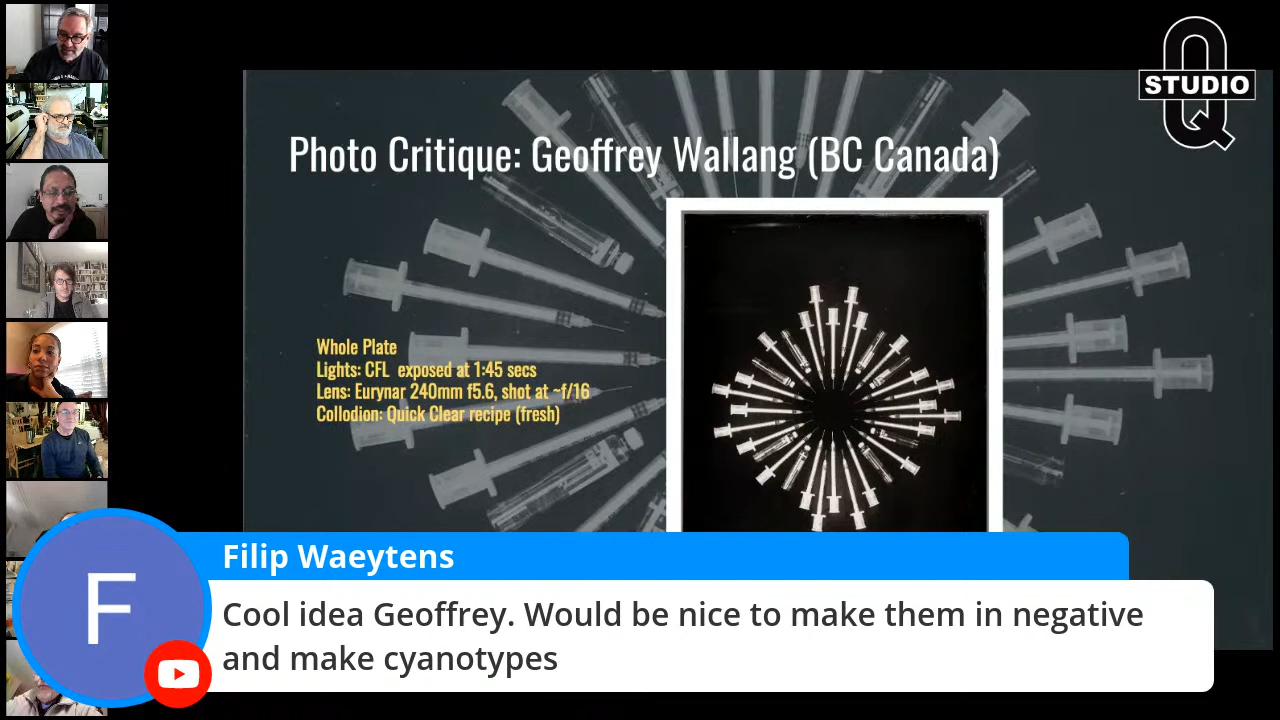 STUDIO
Q
Photo Critique: Geoffrey Wallang (BC Canada)
Whole Plate
Lights: CFL exposed at 1:45 secs
Lens: Eurynar 240mm f5.6, shot at ~f/16
Collodion: Quick Clear recipe (fresh)
F
Filip Waeytens
Cool idea Geoffrey. Would be nice to make them in negative
and make cyanotypes